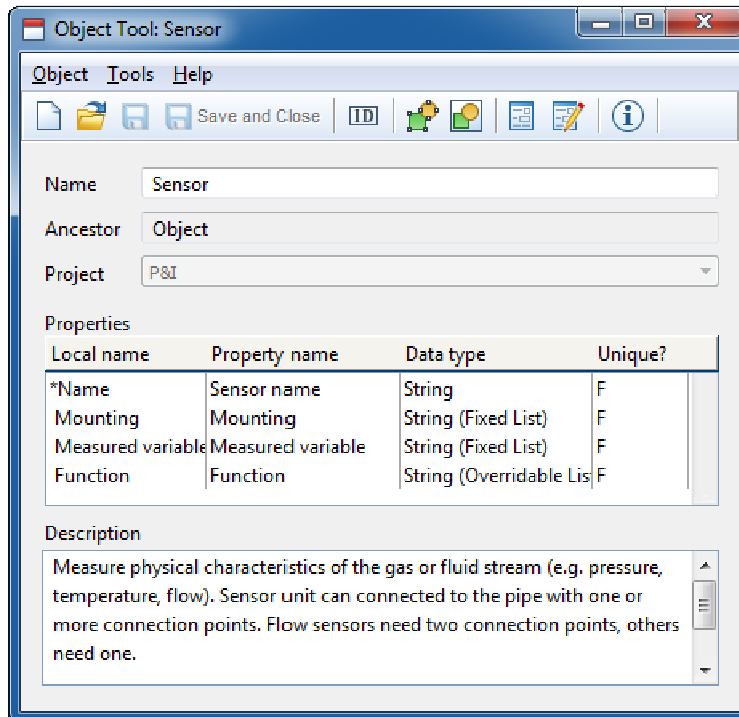 Object Tool: Sensor
Object Tools Help
Save and Close ID
Name Sensor
Ancestor Object
Project P&I
Properties
Local name Property name Data type Unique?
*Name Sensor name String F
Mounting Mounting String (Fixed List) F
Measured variable Measured variable String (Fixed List) F
Function Function String (Overridable Lis F
Description
Measure physical characteristics of the gas or fluid stream (e.g. pressure,
temperature, flow). Sensor unit can connected to the pipe with one or
more connection points. Flow sensors need two connection points, others
need one.